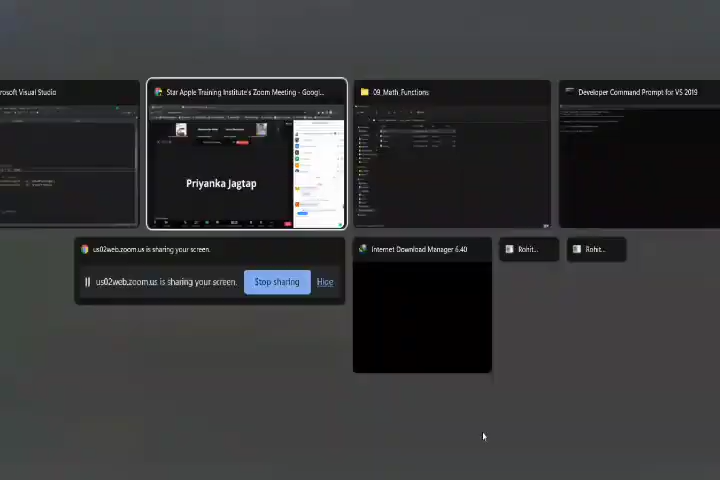 rosoft Visual Studio
Star Apple Training Institute's Zoom Meeting - Googl...
09_Math_Functions
Developer Command Prompt for VS 2019
Priyanka Jagtap
us02web.zoom.us is sharing your screen.
us02web.zoom.us is sharing your screen.
Stop sharing
Hide
Internet Download Manager 6.40
Rohit...
Rohit...